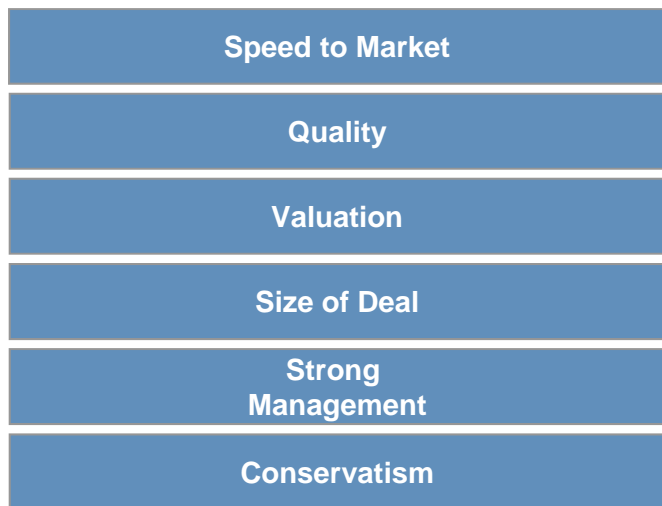 Speed to Market
Quality
Valuation
Size of Deal
Strong
Management
Conservatism